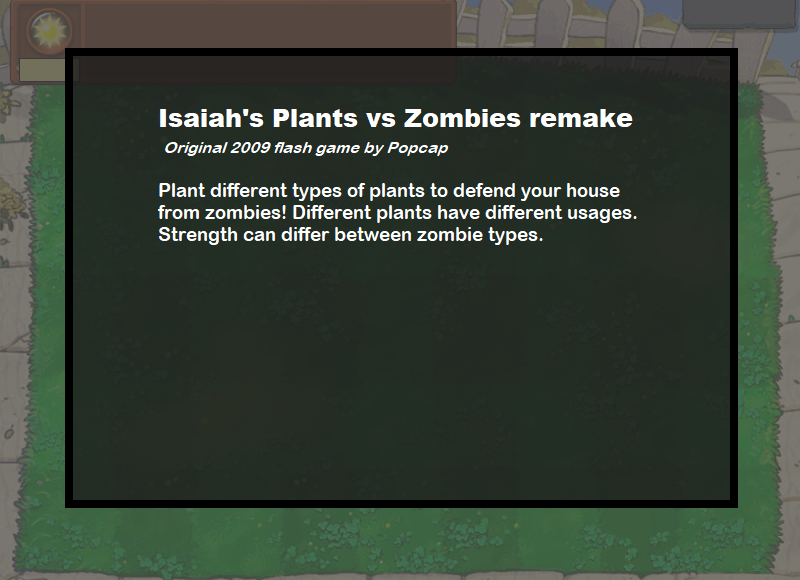 Isaiah's Plants vs Zombies remake
Original 2009 flash game by Popcap
Plant different types of plants to defend your house
from zombies! Different plants have different usages.
Strength can differ between zombie types.